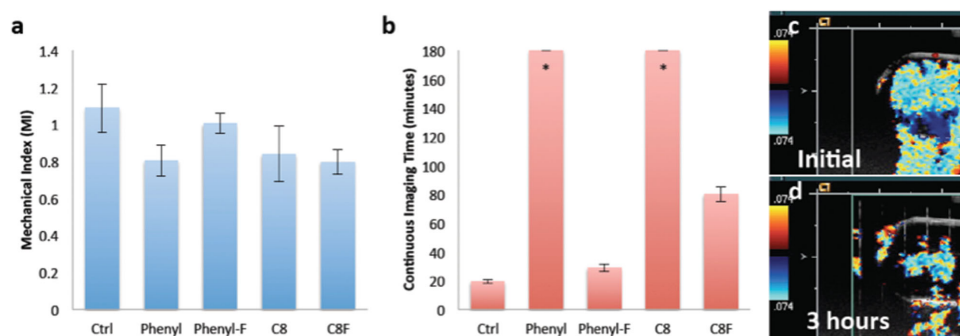 a
Mechanical Index (MI)
1.4
1.2
1
0.8
0.6
0.4
0.2
0
Ctrl Phenyl Phenyl-F C8 C8F
b
Continuous Imaging Time (minutes)
180
160
140
120
100
80
60
40
20
0
* *
Ctrl Phenyl Phenyl-F C8 C8F
c
.074
.074
Initial
d
.074
.074
3 hours